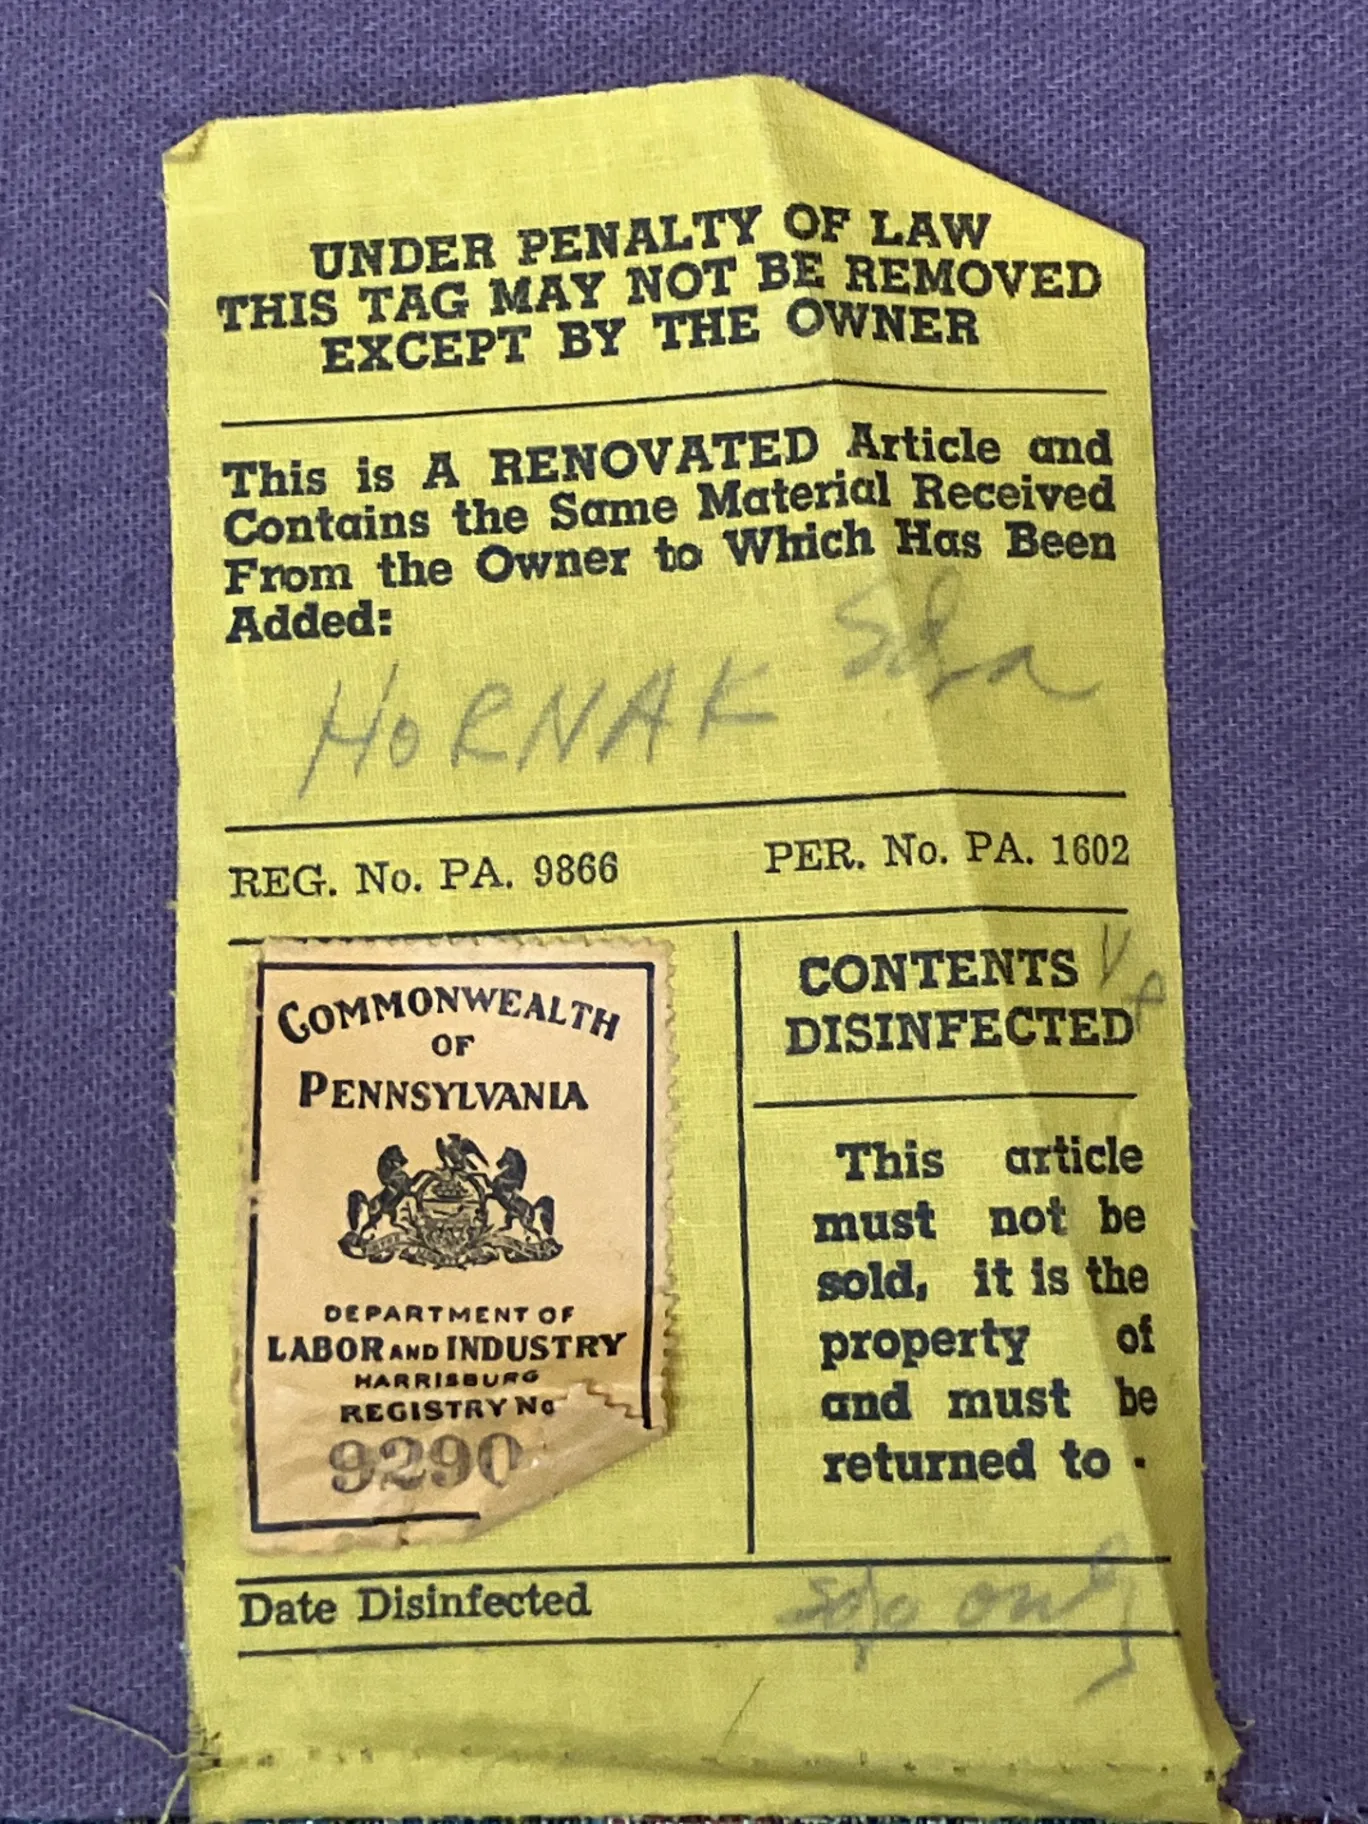 UNDER PENALTY OF LAW
THIS TAG MAY NOT BE REMOVED
EXCEPT BY THE OWNER
This is A RENOVATED Article and
Contains the Same Material Received
From the Owner to Which Has Been
Added:
HORNAK
REG. No. PA. 9866
PER. No. PA. 1602
COMMONWEALTH
OF
PENNSYLVANIA
DEPARTMENT OF
LABOR AND INDUSTRY
HARRISBURG
REGISTRY No
9290
CONTENTS
DISINFECTED
This article
must not be
sold, it is the
property of
and must be
returned to -
Date Disinfected